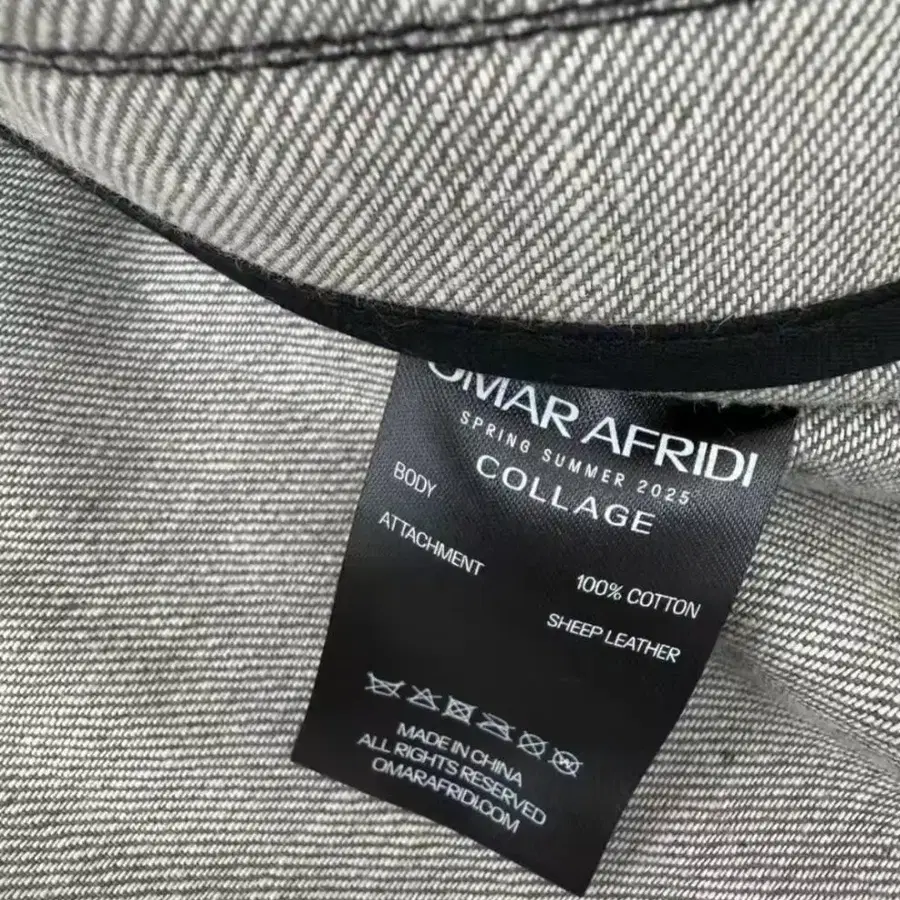 OMAR AFRIDI
SPRING SUMMER 2025
COLLAGE
BODY
100% COTTON
ATTACHMENT
SHEEP LEATHER
W
MADE IN CHINA
ALL RIGHTS RESERVED
OMARAFRIDI.COM